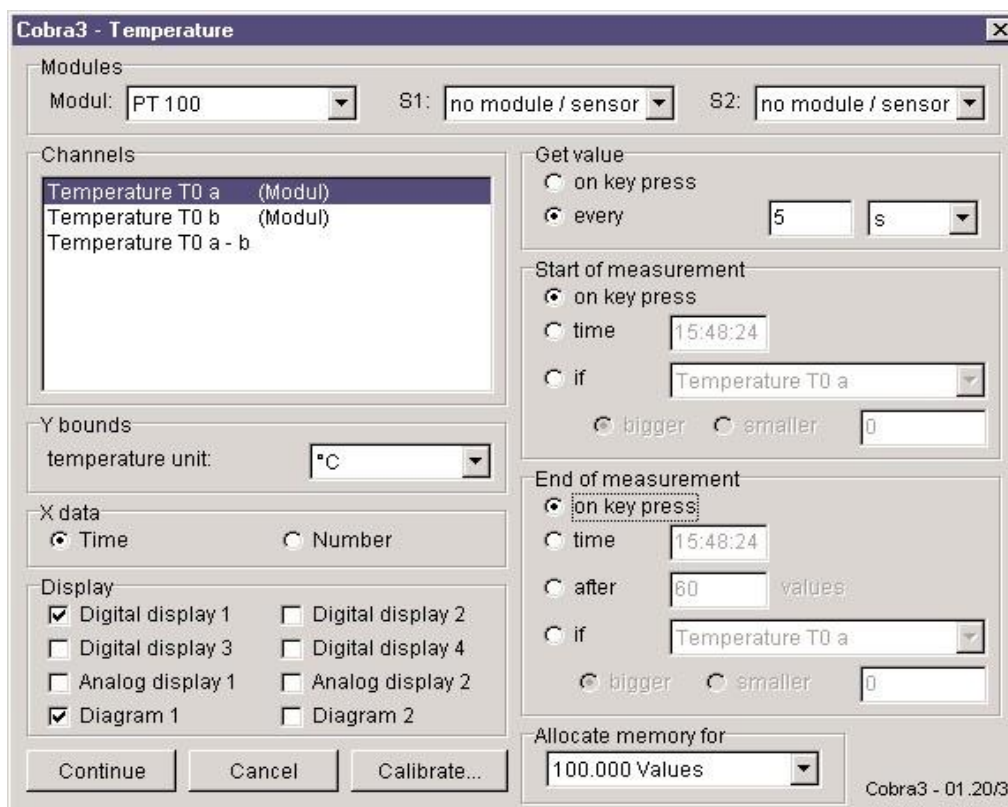 Cobra3 - Temperature
Modules
Modul: PT 100 S1: no module / sensor S2: no module / sensor
Channels
Temperature T0 a (Modul)
Temperature T0 b (Modul)
Temperature T0 a - b
Y bounds
temperature unit: °C
X data
Time Number
Display
Digital display 1 Digital display 2
Digital display 3 Digital display 4
Analog display 1 Analog display 2
Diagram 1 Diagram 2
Continue Cancel Calibrate...
Get value
on key press
every 5 s
Start of measurement
on key press
time 15:48:24
if Temperature T0 a
bigger smaller 0
End of measurement
on key press
time 15:48:24
after 60 values
if Temperature T0 a
bigger smaller 0
Allocate memory for
100.000 Values
Cobra3 - 01.20/3